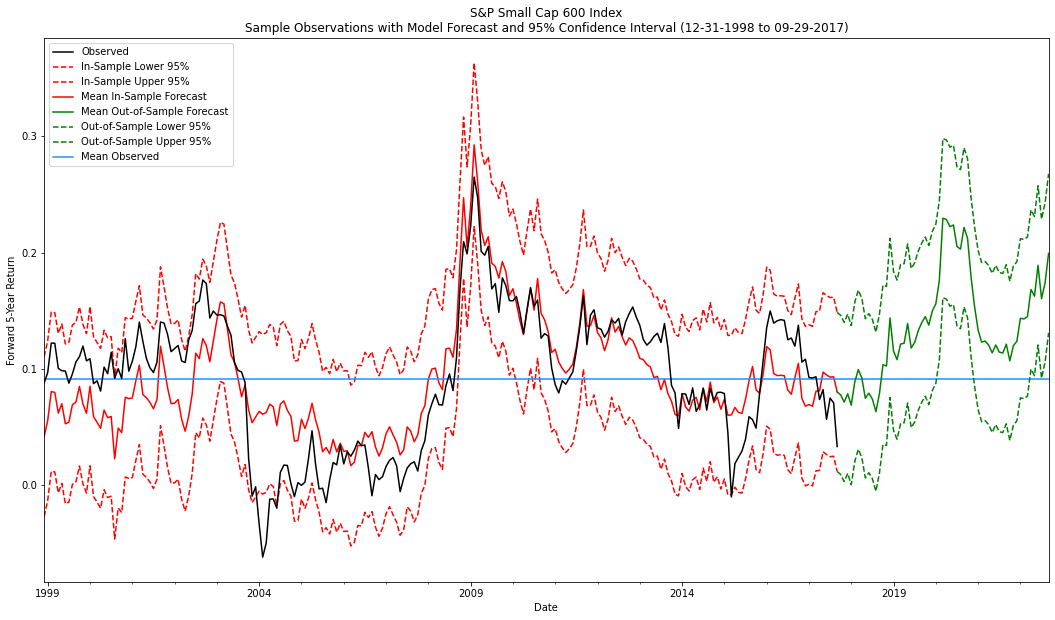 S&P Small Cap 600 Index
Sample Observations with Model Forecast and 95% Confidence Interval (12-31-1998 to 09-29-2017)
Observed
In-Sample Lower 95%
In-Sample Upper 95%
Mean In-Sample Forecast
Mean Out-of-Sample Forecast
Out-of-Sample Lower 95%
Out-of-Sample Upper 95%
Mean Observed
Forward 5-Year Return
0.3
0.2
0.1
0.0
1999 2004 2009 2014 2019
Date